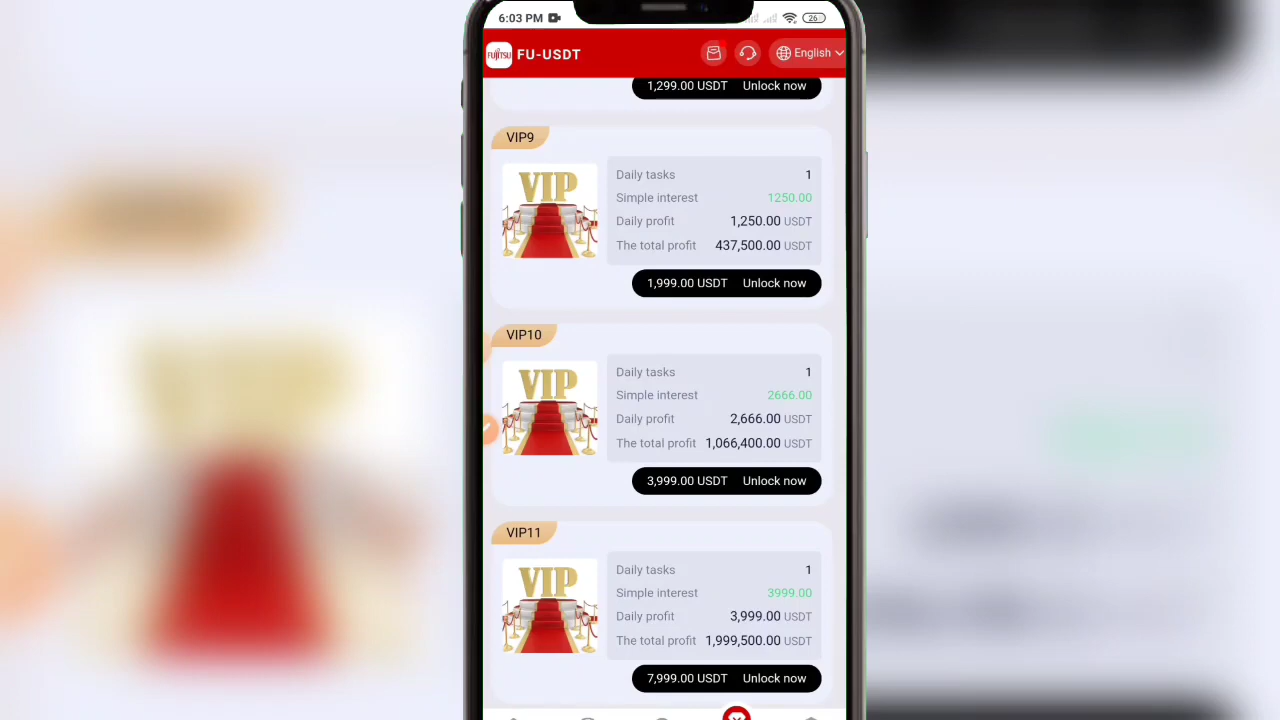 6:03 PM
26
FUJITSU
FU-USDT
English
1,299.00 USDT Unlock now
VIP9
VIP
Daily tasks 1
Simple interest 1250.00
Daily profit 1,250.00 USDT
The total profit 437,500.00 USDT
1,999.00 USDT Unlock now
VIP10
VIP
Daily tasks 1
Simple interest 2666.00
Daily profit 2,666.00 USDT
The total profit 1,066,400.00 USDT
3,999.00 USDT Unlock now
VIP11
VIP
Daily tasks 1
Simple interest 3999.00
Daily profit 3,999.00 USDT
The total profit 1,999,500.00 USDT
7,999.00 USDT Unlock now